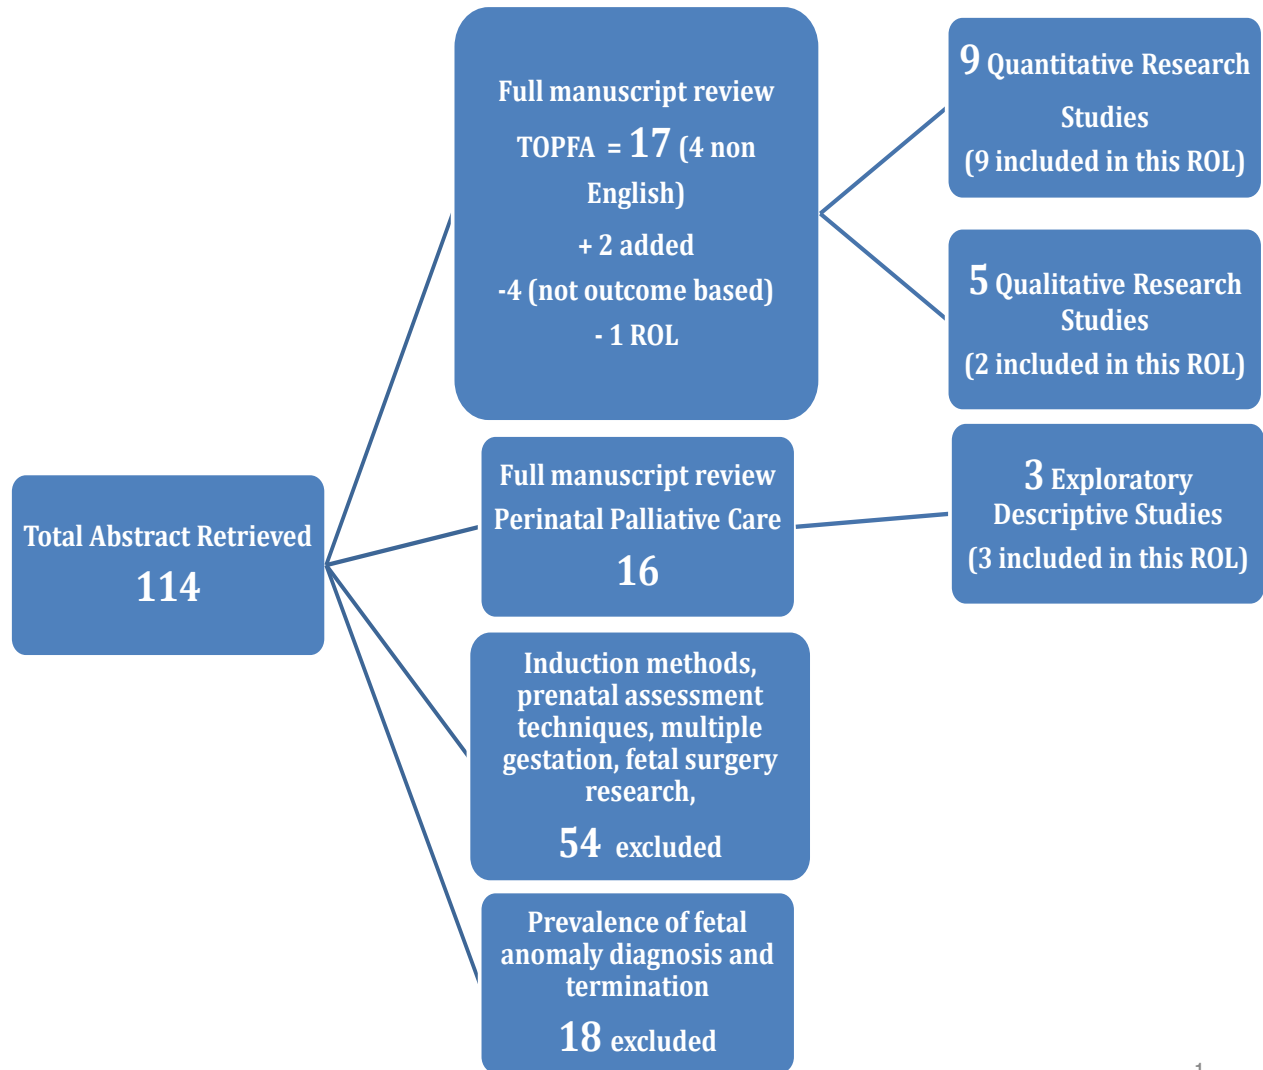 Total Abstract Retrieved
114
Full manuscript review
TOPFA = 17 (4 non
English)
+ 2 added
-4 (not outcome based)
- 1 ROL
Full manuscript review
Perinatal Palliative Care
16
Induction methods,
prenatal assessment
techniques, multiple
gestation, fetal surgery
research,
54 excluded
Prevalence of fetal
anomaly diagnosis and
termination
18 excluded
9 Quantitative Research
Studies
(9 included in this ROL)
5 Qualitative Research
Studies
(2 included in this ROL)
3 Exploratory
Descriptive Studies
(3 included in this ROL)
1